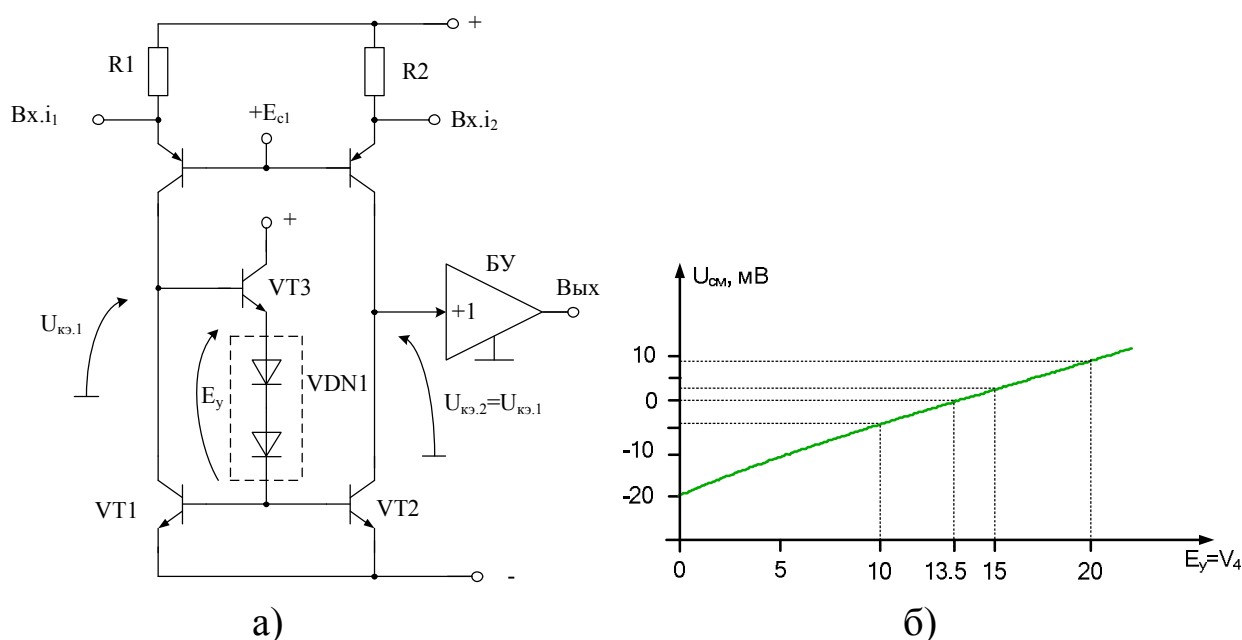 +
R1
R2
Вх.i1
+Ec1
Вх.i2
+
БУ
VT3
Вых
+1
Uкэ.1
VDN1
Eу
Uкэ.2=Uкэ.1
VT1
VT2
-
а)
Uсм, мВ
10
0
-10
-20
0
5
10
13.5
15
20
Eу=V4
б)